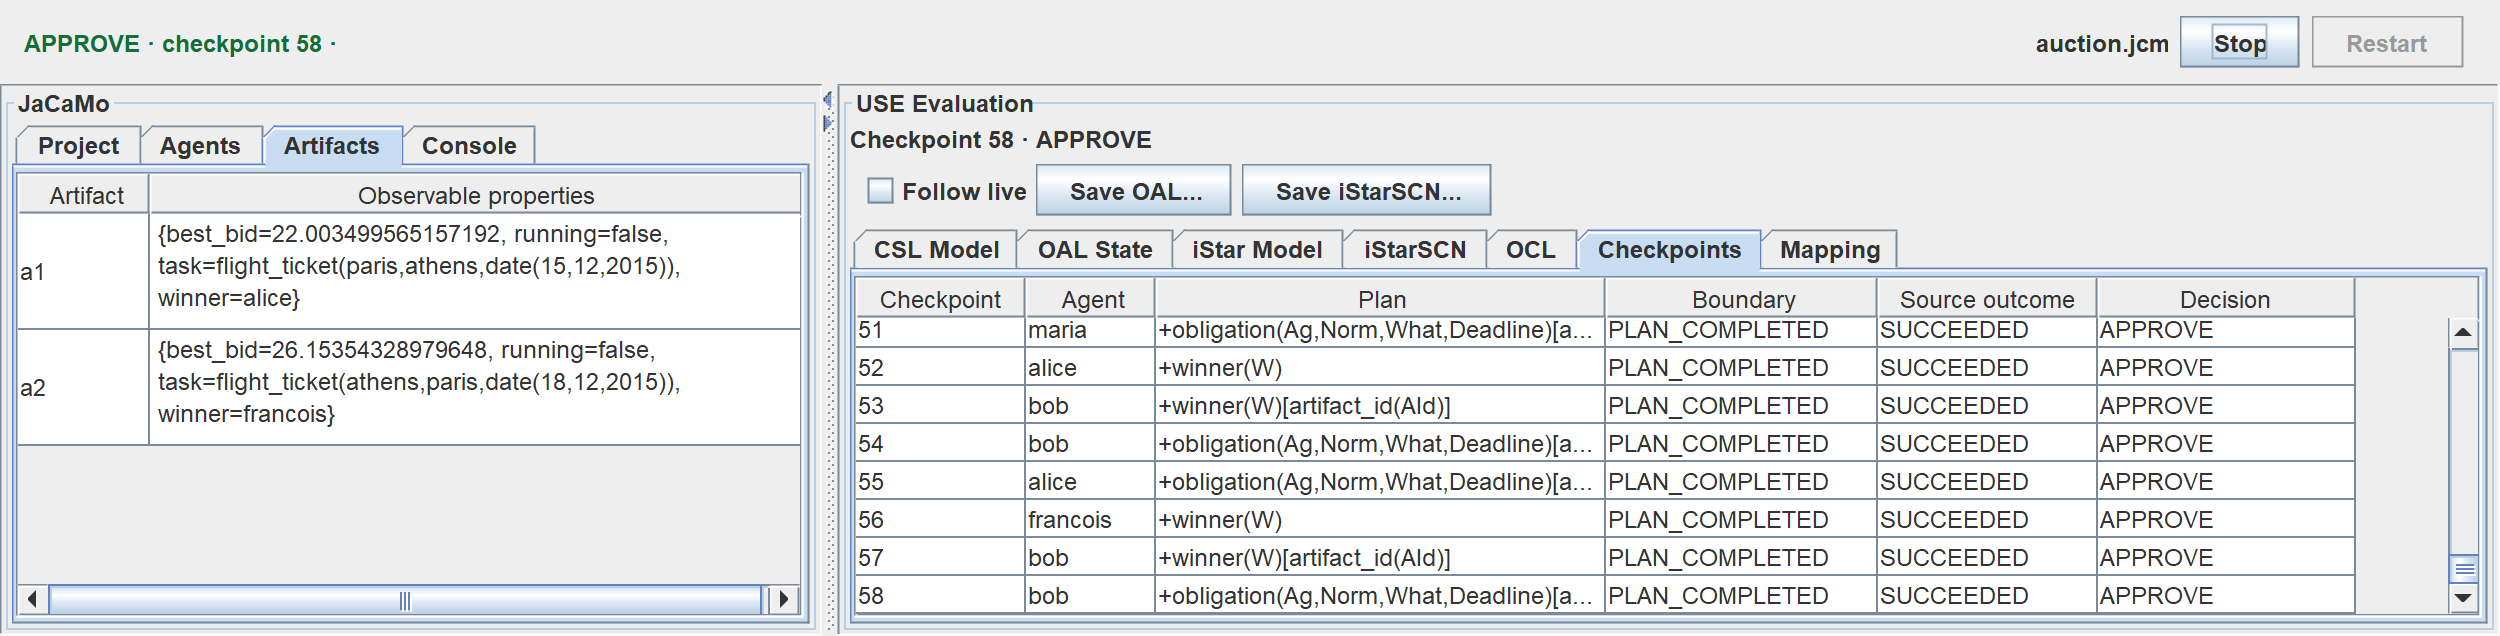 APPROVE · checkpoint 58 ·
auction.jcm Stop Restart
JaCaMo
Project Agents Artifacts Console
Artifact Observable properties
a1 {best_bid=22.003499565157192, running=false,
task=flight_ticket(paris,athens,date(15,12,2015)),
winner=alice}
a2 {best_bid=26.15354328979648, running=false,
task=flight_ticket(athens,paris,date(18,12,2015)),
winner=francois}
USE Evaluation
Checkpoint 58 · APPROVE
Follow live Save OAL... Save iStarSCN...
CSL Model OAL State iStar Model iStarSCN OCL Checkpoints Mapping
Checkpoint Agent Plan Boundary Source outcome Decision
51 maria +obligation(Ag,Norm,What,Deadline)[a... PLAN_COMPLETED SUCCEEDED APPROVE
52 alice +winner(W) PLAN_COMPLETED SUCCEEDED APPROVE
53 bob +winner(W)[artifact_id(AId)] PLAN_COMPLETED SUCCEEDED APPROVE
54 bob +obligation(Ag,Norm,What,Deadline)[a... PLAN_COMPLETED SUCCEEDED APPROVE
55 alice +obligation(Ag,Norm,What,Deadline)[a... PLAN_COMPLETED SUCCEEDED APPROVE
56 francois +winner(W) PLAN_COMPLETED SUCCEEDED APPROVE
57 bob +winner(W)[artifact_id(AId)] PLAN_COMPLETED SUCCEEDED APPROVE
58 bob +obligation(Ag,Norm,What,Deadline)[a... PLAN_COMPLETED SUCCEEDED APPROVE